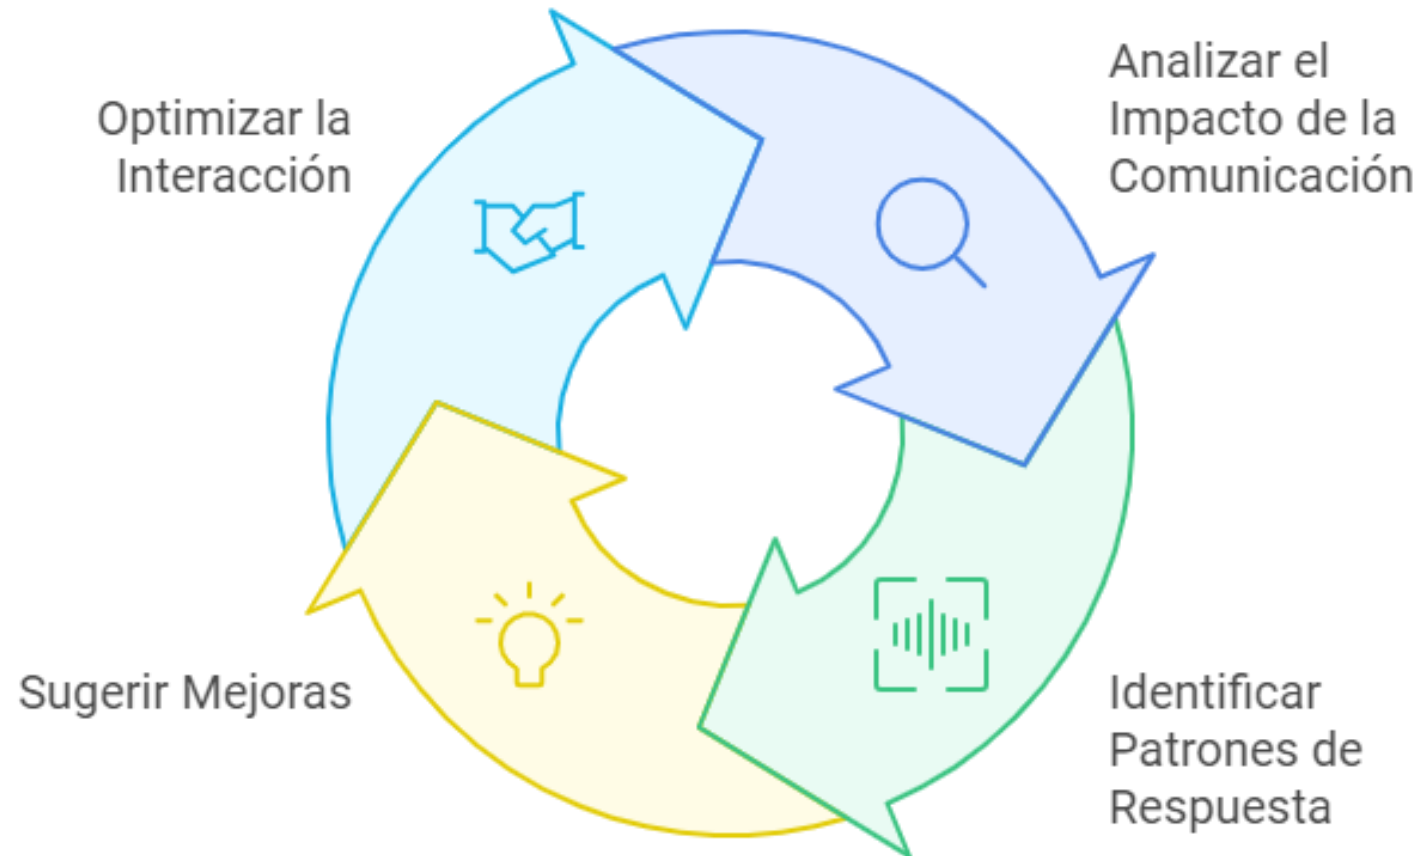 Optimizar la
Interacción
Analizar el
Impacto de la
Comunicación
Sugerir Mejoras
Identificar
Patrones de
Respuesta